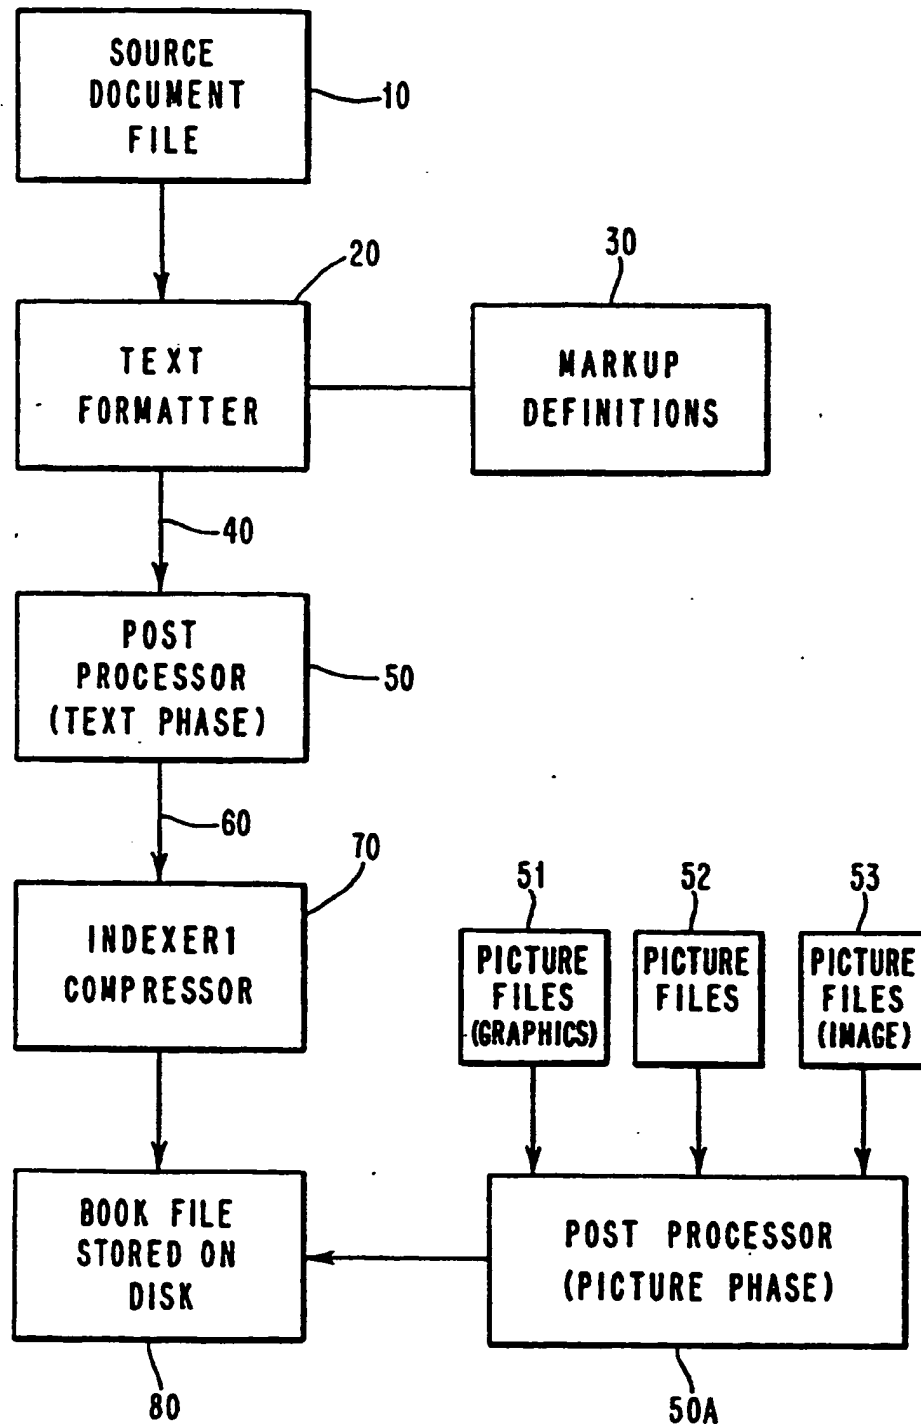 SOURCE
DOCUMENT
FILE
10
20
30
TEXT
FORMATTER
MARKUP
DEFINITIONS
40
POST
PROCESSOR
(TEXT PHASE)
50
60
70
INDEXER1
COMPRESSOR
51
52
53
PICTURE
FILES
(GRAPHICS)
PICTURE
FILES
PICTURE
FILES
(IMAGE)
BOOK FILE
STORED ON
DISK
POST PROCESSOR
(PICTURE PHASE)
80
50A